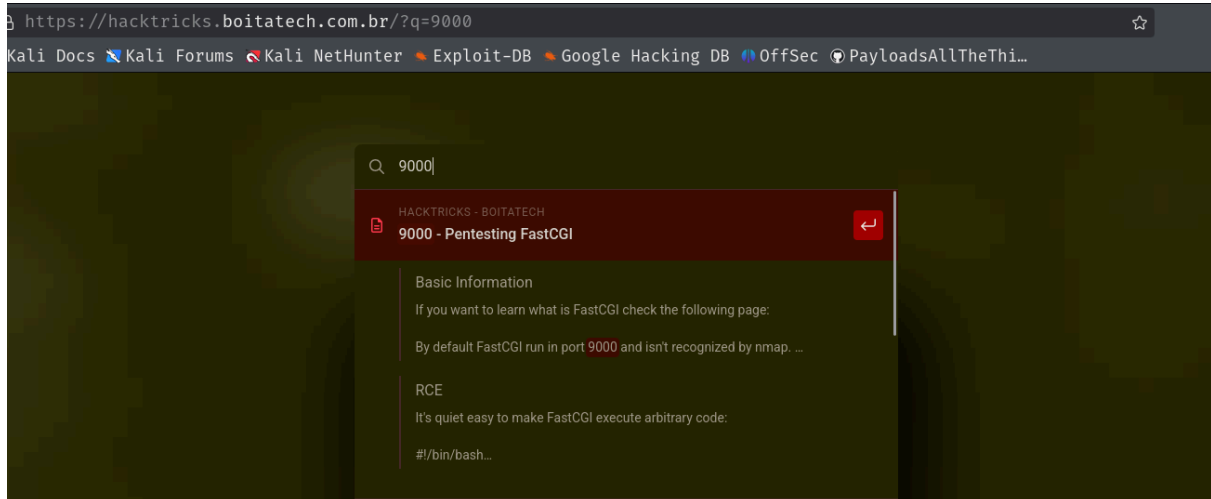 https://hacktricks.boitatech.com.br/?q=9000
Kali Docs Kali Forums Kali NetHunter Exploit-DB Google Hacking DB OffSec PayloadsAllTheThi…
9000
HACKTRICKS - BOITATECH
9000 - Pentesting FastCGI
Basic Information
If you want to learn what is FastCGI check the following page:
By default FastCGI run in port 9000 and isn't recognized by nmap. …
RCE
It's quiet easy to make FastCGI execute arbitrary code:
#!/bin/bash…